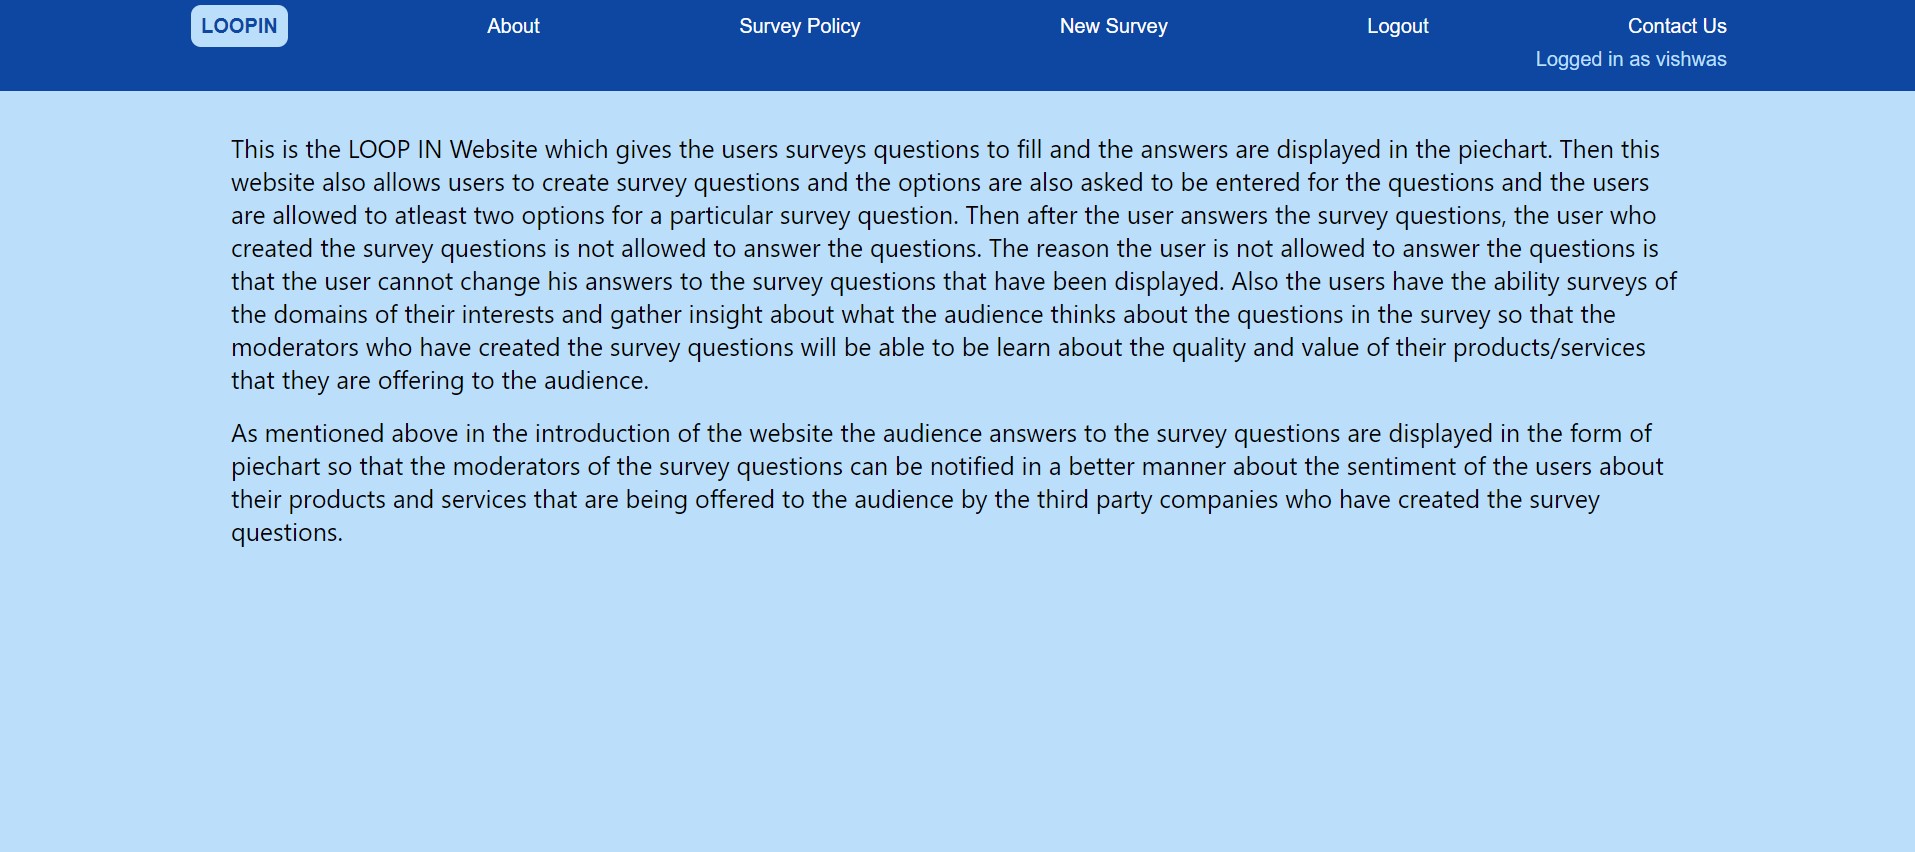 LOOPIN About Survey Policy New Survey Logout Contact Us
Logged in as vishwas
This is the LOOP IN Website which gives the users surveys questions to fill and the answers are displayed in the piechart. Then this
website also allows users to create survey questions and the options are also asked to be entered for the questions and the users
are allowed to atleast two options for a particular survey question. Then after the user answers the survey questions, the user who
created the survey questions is not allowed to answer the questions. The reason the user is not allowed to answer the questions is
that the user cannot change his answers to the survey questions that have been displayed. Also the users have the ability surveys of
the domains of their interests and gather insight about what the audience thinks about the questions in the survey so that the
moderators who have created the survey questions will be able to be learn about the quality and value of their products/services
that they are offering to the audience.
As mentioned above in the introduction of the website the audience answers to the survey questions are displayed in the form of
piechart so that the moderators of the survey questions can be notified in a better manner about the sentiment of the users about
their products and services that are being offered to the audience by the third party companies who have created the survey
questions.